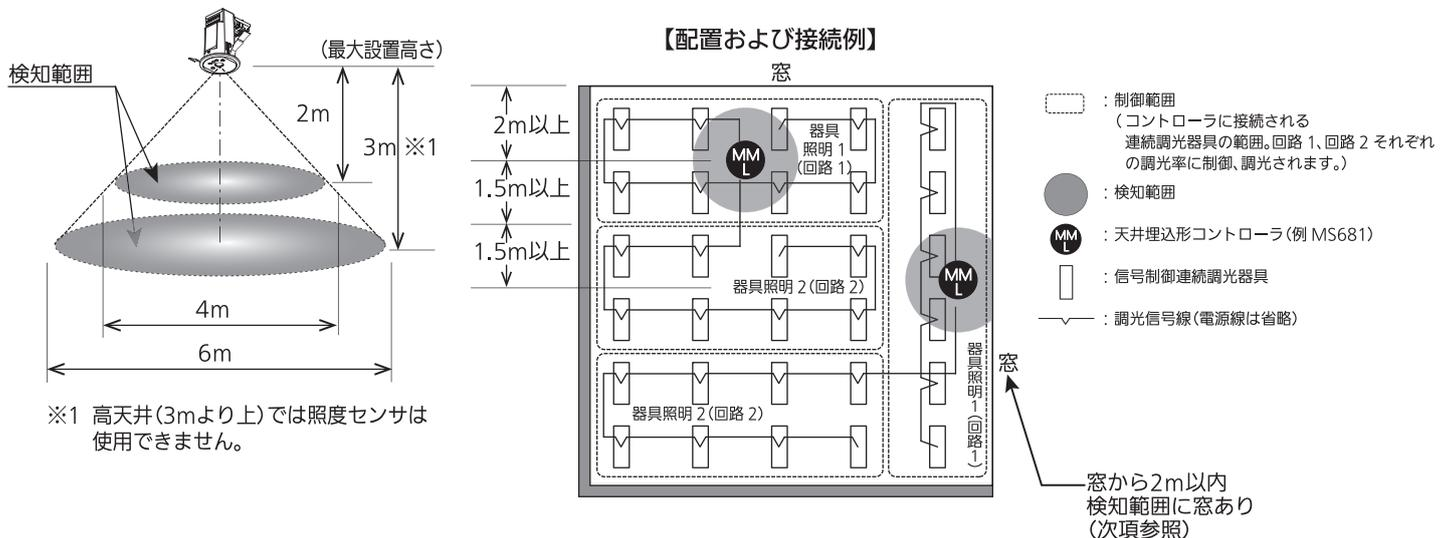 (最大設置高さ)
検知範囲
2m
3m ※1
4m
6m
※1 高天井(3mより上)では照度センサは
使用できません。
【配置および接続例】
窓
2m以上
1.5m以上
1.5m以上
器具
照明 1
(回路 1)
MM
L
器具照明 2(回路 2)
MM
L
器具照明 2(回路 2)
器具照明1(回路1)
窓
窓から2m以内
検知範囲に窓あり
(次項参照)
: 制御範囲
(コントローラに接続される
連続調光器具の範囲。回路 1、回路 2 それぞれ
の調光率に制御、調光されます。)
: 検知範囲
MM
L
: 天井埋込形コントローラ(例 MS681)
: 信号制御連続調光器具
: 調光信号線(電源線は省略)